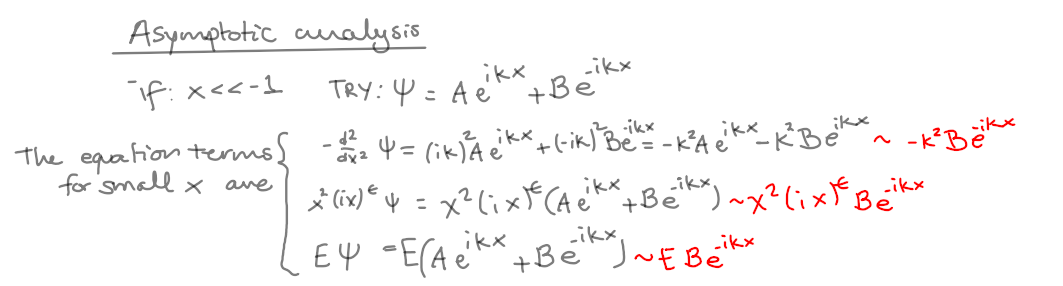 Asymptotic analysis
if: x<<-1 TRY: Ψ = Ae^{ikx} + Be^{-ikx}
The equation terms for small x are
-d²/dx² Ψ = (ik)²Ae^{ikx} + (-ik)²Be^{-ikx} = -k²Ae^{ikx} - k²Be^{ikx} ~ -k²Be^{-ikx}
x²(ix)^ϵ Ψ = x²(ix)^ϵ(Ae^{ikx} + Be^{-ikx}) ~ x²(ix)^ϵ Be^{-ikx}
EΨ = E(Ae^{ikx} + Be^{-ikx}) ~ E Be^{-ikx}